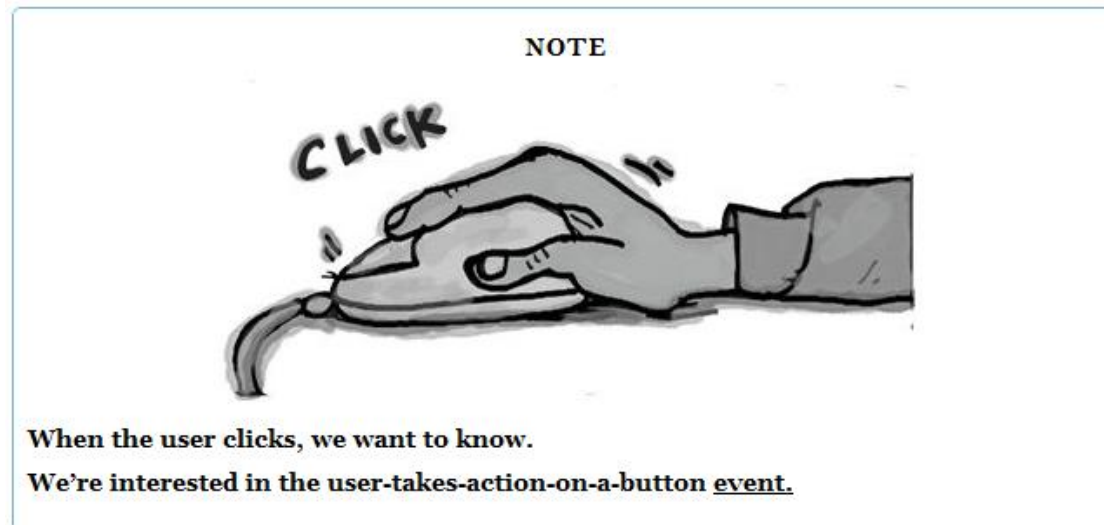 NOTE
CLICK
When the user clicks, we want to know.
We’re interested in the user-takes-action-on-a-button event.